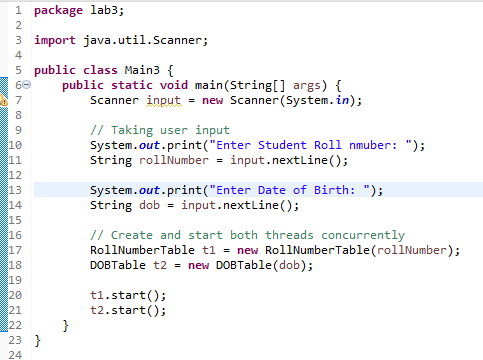 1 package lab3;
2
3 import java.util.Scanner;
4
5 public class Main3 {
6 public static void main(String[] args) {
7 Scanner input = new Scanner(System.in);
8
9 // Taking user input
10 System.out.print("Enter Student Roll nmuber: ");
11 String rollNumber = input.nextLine();
12
13 System.out.print("Enter Date of Birth: ");
14 String dob = input.nextLine();
15
16 // Create and start both threads concurrently
17 RollNumberTable t1 = new RollNumberTable(rollNumber);
18 DOBTable t2 = new DOBTable(dob);
19
20 t1.start();
21 t2.start();
22 }
23 }
24